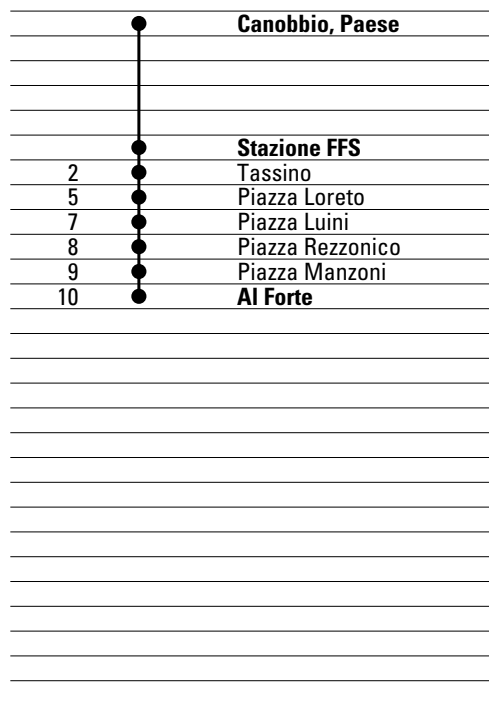 Canobbio, Paese
Stazione FFS
2 Tassino
5 Piazza Loreto
7 Piazza Luini
8 Piazza Rezzonico
9 Piazza Manzoni
10 Al Forte